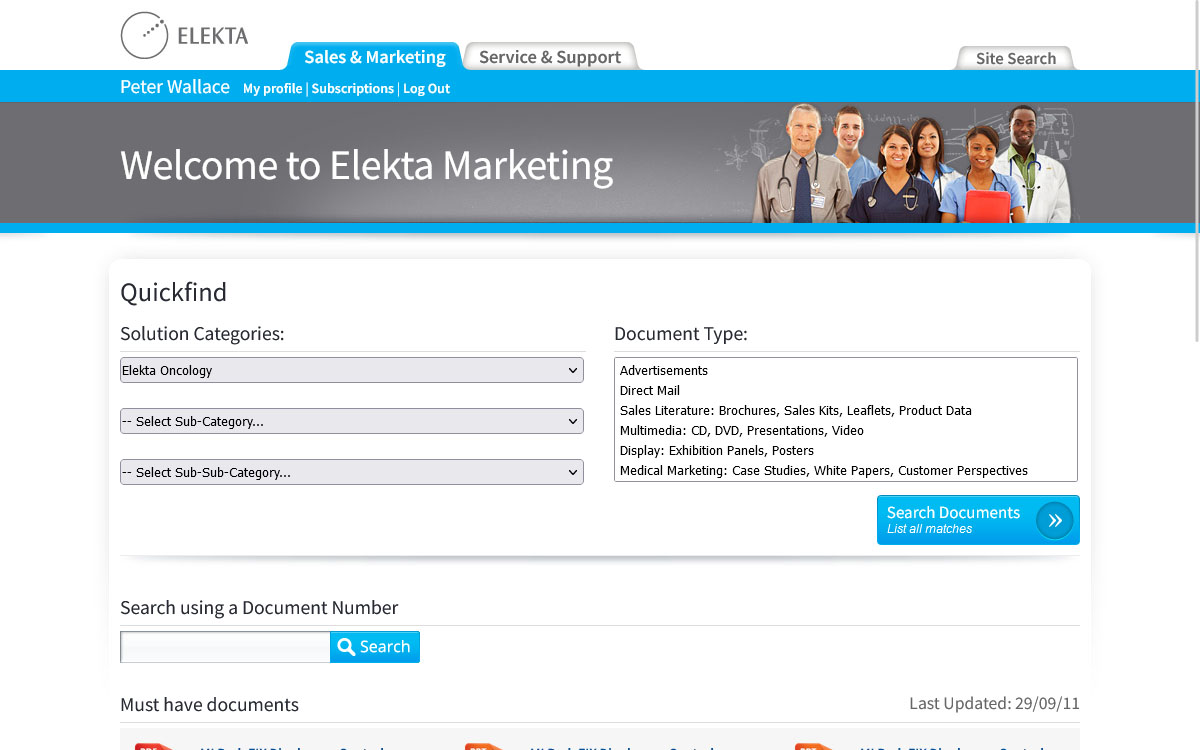 ELEKTA
Sales & Marketing
Service & Support
Site Search
Peter Wallace My profile | Subscriptions | Log Out
Welcome to Elekta Marketing
Quickfind
Solution Categories:
Document Type:
Elekta Oncology
-- Select Sub-Category...
-- Select Sub-Sub-Category...
Advertisements
Direct Mail
Sales Literature: Brochures, Sales Kits, Leaflets, Product Data
Multimedia: CD, DVD, Presentations, Video
Display: Exhibition Panels, Posters
Medical Marketing: Case Studies, White Papers, Customer Perspectives
Search Documents
List all matches
Search using a Document Number
Search
Must have documents
Last Updated: 29/09/11